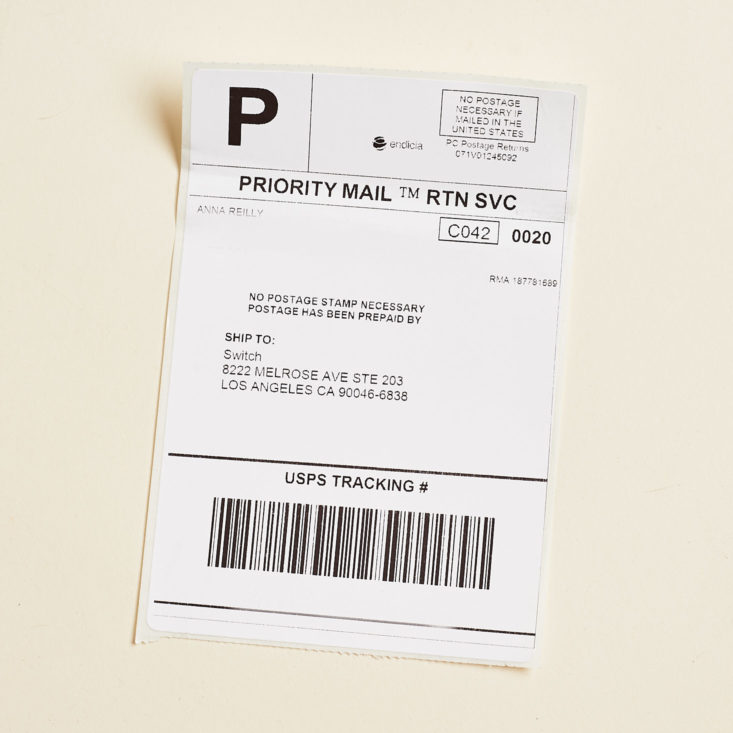 P
endicia
NO POSTAGE
NECESSARY IF
MAILED IN THE
UNITED STATES
PC Postage Returns
071V01245092
PRIORITY MAIL ™ RTN SVC
ANNA REILLY
C042 0020
RMA 187781689
NO POSTAGE STAMP NECESSARY
POSTAGE HAS BEEN PREPAID BY
SHIP TO:
Switch
8222 MELROSE AVE STE 203
LOS ANGELES CA 90046-6838
USPS TRACKING #